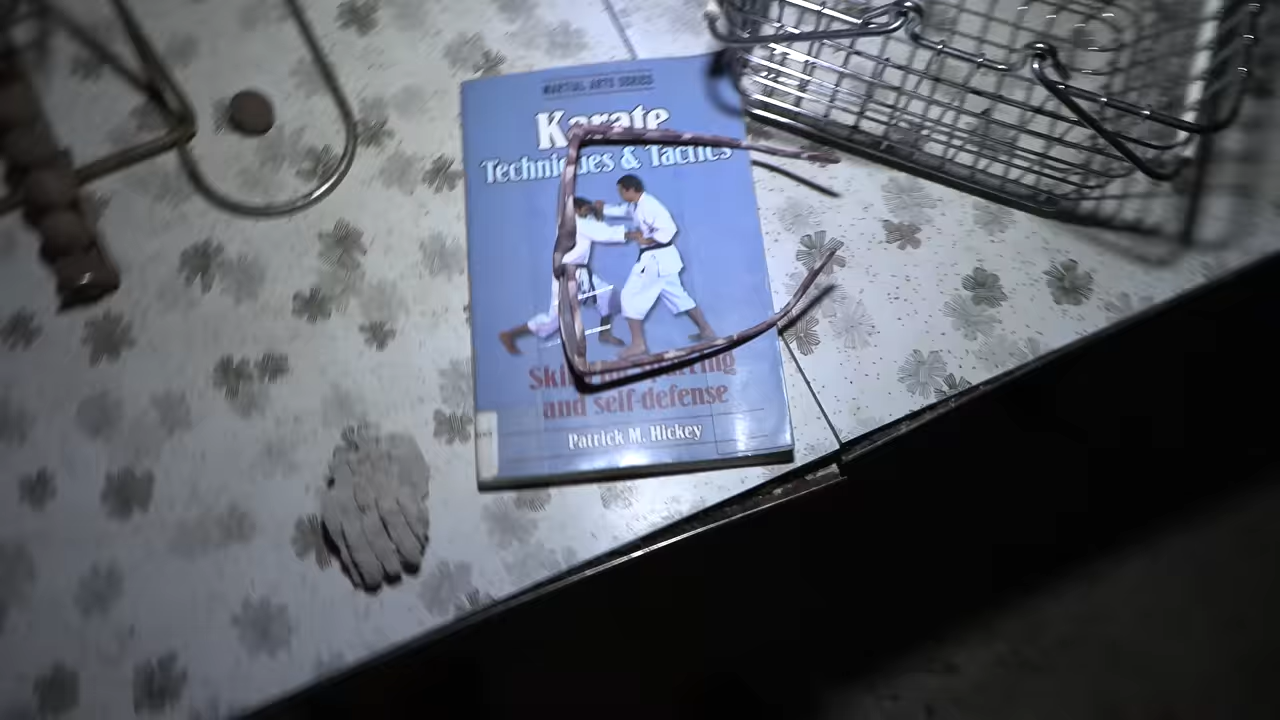 MARTIAL ARTS SERIES
Karate
Techniques & Tactics
and self-defense
Patrick M. Hickey